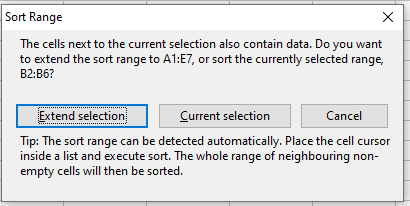 Sort Range
The cells next to the current selection also contain data. Do you want
to extend the sort range to A1:E7, or sort the currently selected range,
B2:B6?
Extend selection
Current selection
Cancel
Tip: The sort range can be detected automatically. Place the cell cursor
inside a list and execute sort. The whole range of neighbouring non-
empty cells will then be sorted.